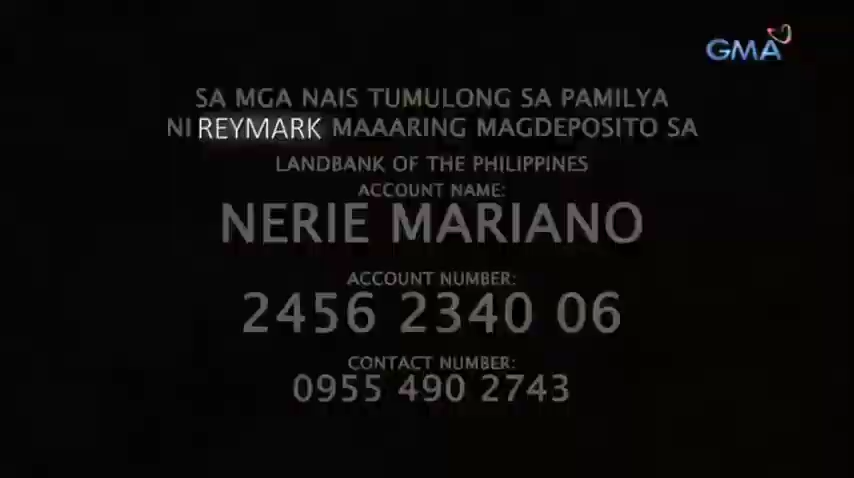 GMA
SA MGA NAIS TUMULONG SA PAMILYA
NI REYMARK MAAARING MAGDEPOSITO SA
LANDBANK OF THE PHILIPPINES
ACCOUNT NAME:
NERIE MARIANO
ACCOUNT NUMBER:
2456 2340 06
CONTACT NUMBER:
0955 490 2743